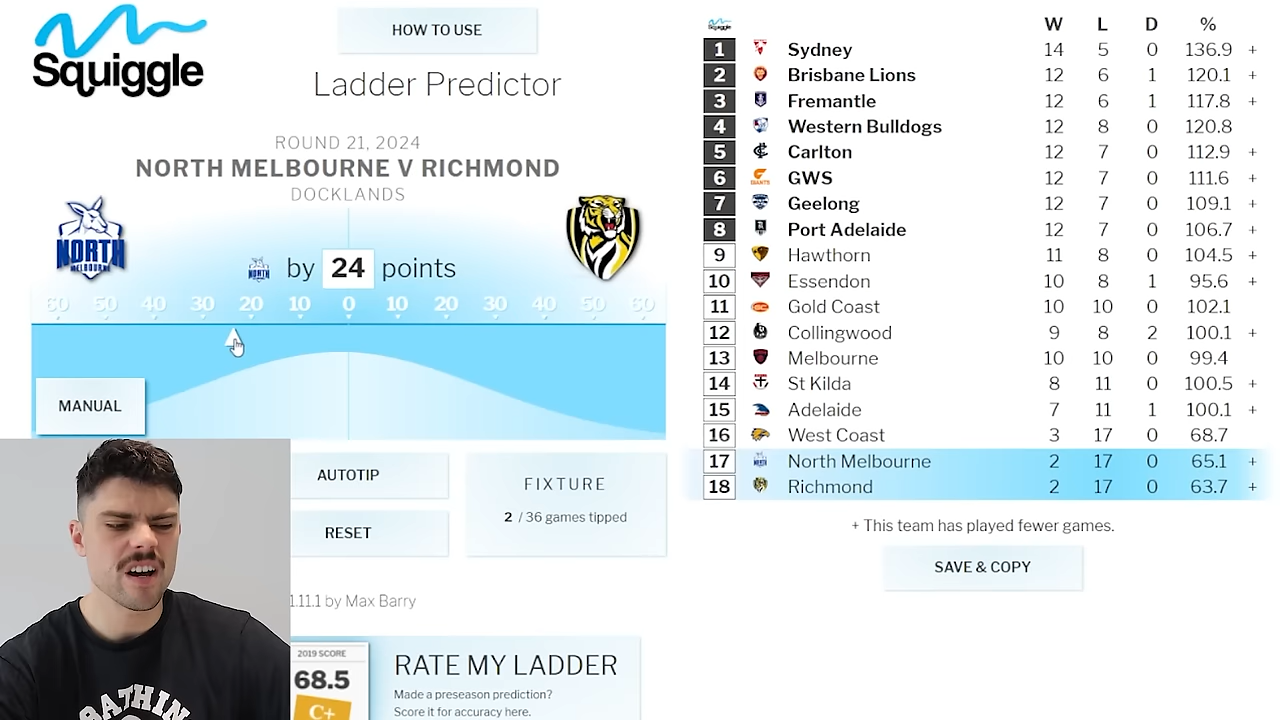 Squiggle
HOW TO USE
Ladder Predictor
ROUND 21, 2024
NORTH MELBOURNE V RICHMOND
DOCKLANDS
NORTH
MELBOURNE
by 24 points
60 50 40 30 20 10 0 10 20 30 40 50 60
MANUAL
AUTOTIP
RESET
FIXTURE
2 / 36 games tipped
1.11.1 by Max Barry
2019 SCORE
68.5
C+
RATE MY LADDER
Made a preseason prediction?
Score it for accuracy here.
W L D %
1 Sydney 14 5 0 136.9 +
2 Brisbane Lions 12 6 1 120.1 +
3 Fremantle 12 6 1 117.8 +
4 Western Bulldogs 12 8 0 120.8
5 Carlton 12 7 0 112.9 +
6 GWS 12 7 0 111.6 +
7 Geelong 12 7 0 109.1 +
8 Port Adelaide 12 7 0 106.7 +
9 Hawthorn 11 8 0 104.5 +
10 Essendon 10 8 1 95.6 +
11 Gold Coast 10 10 0 102.1
12 Collingwood 9 8 2 100.1 +
13 Melbourne 10 10 0 99.4
14 St Kilda 8 11 0 100.5 +
15 Adelaide 7 11 1 100.1 +
16 West Coast 3 17 0 68.7
17 North Melbourne 2 17 0 65.1 +
18 Richmond 2 17 0 63.7 +
+ This team has played fewer games.
SAVE & COPY